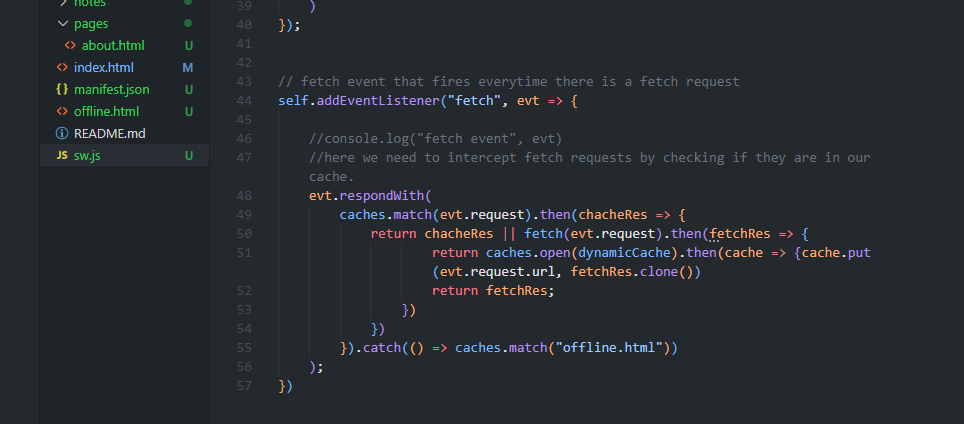 notes
pages
about.html U
index.html M
manifest.json U
offline.html U
README.md
JS sw.js U
39 )
40 });
41
42
43 // fetch event that fires everytime there is a fetch request
44 self.addEventListener("fetch", evt => {
45
46 //console.log("fetch event", evt)
47 //here we need to intercept fetch requests by checking if they are in our
cache.
48 evt.respondWith(
49 caches.match(evt.request).then(chacheRes => {
50 return chacheRes || fetch(evt.request).then(fetchRes => {
51 return caches.open(dynamicCache).then(cache => {cache.put
(evt.request.url, fetchRes.clone())
52 return fetchRes;
53 })
54 })
55 }).catch(() => caches.match("offline.html"))
56 );
57 })